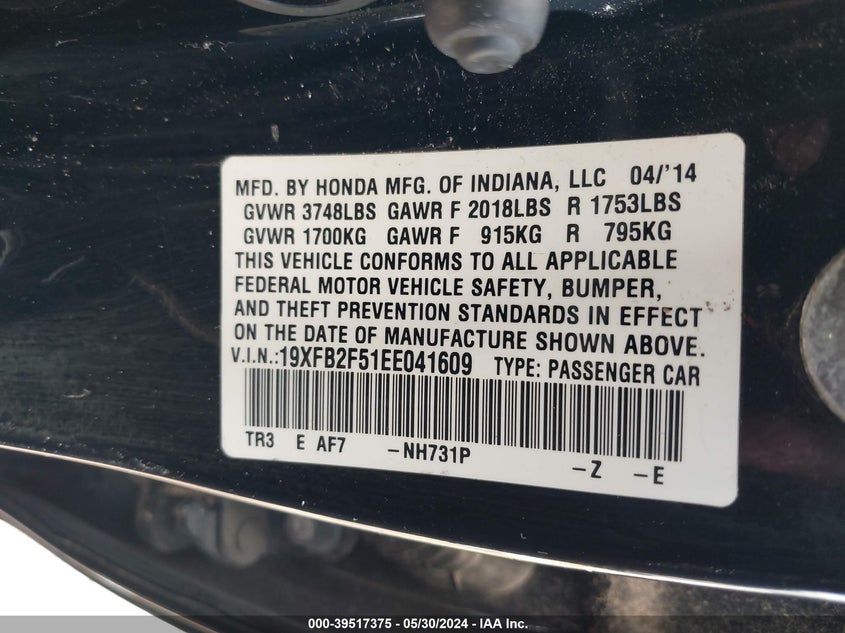 MFD. BY HONDA MFG. OF INDIANA, LLC 04/'14
GVWR 3748LBS GAWR F 2018LBS R 1753LBS
GVWR 1700KG GAWR F 915KG R 795KG
THIS VEHICLE CONFORMS TO ALL APPLICABLE
FEDERAL MOTOR VEHICLE SAFETY, BUMPER,
AND THEFT PREVENTION STANDARDS IN EFFECT
ON THE DATE OF MANUFACTURE SHOWN ABOVE.
V.I.N.:19XFB2F51EE041609 TYPE: PASSENGER CAR
TR3 E AF7 -NH731P -Z -E
000-39517375 - 05/30/2024 - IAA Inc.